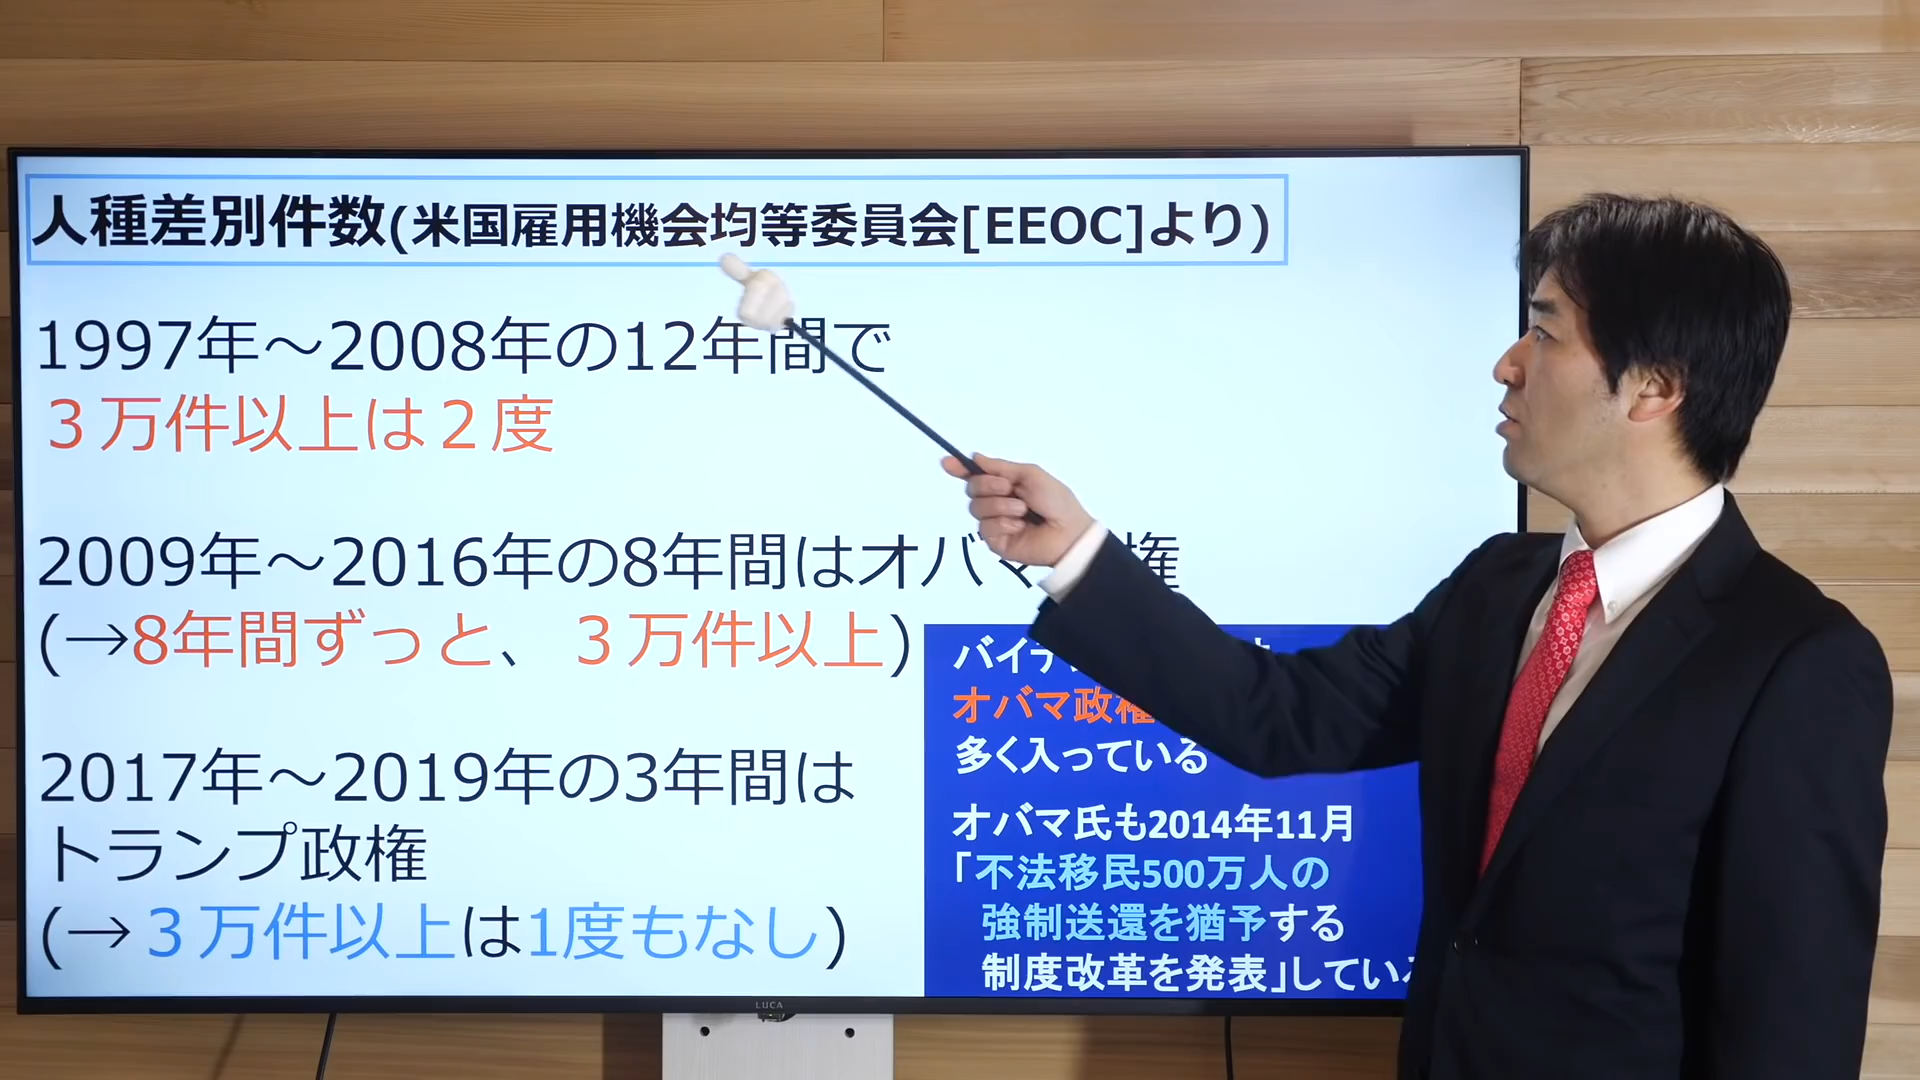 人種差別件数(米国雇用機会均等委員会[EEOC]より)
1997年～2008年の12年間で
３万件以上は２度
2009年～2016年の8年間はオバマ 権
(→8年間ずっと、３万件以上)
2017年～2019年の3年間は
トランプ政権
(→３万件以上は1度もなし)
バイデ
オバマ政権
多く入っている
オバマ氏も2014年11月
「不法移民500万人の
強制送還を猶予する
制度改革を発表」してい
LUCA